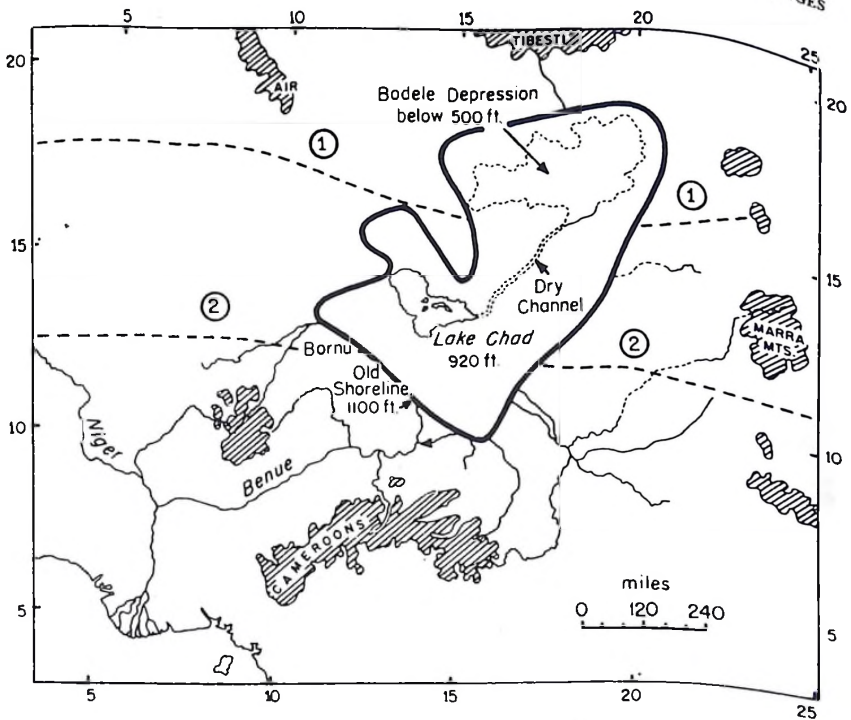 GES
5
10
15
20
25
20
AIR
TIBESTI
Bodele Depression
below 500 ft.
20
1
1
15
Dry
Channel
15
2
Lake Chad
920 ft.
2
MARRA
MTS.
Bornu
Old
Shoreline
1100 ft.
10
Niger
Benue
10
CAMEROONS
miles
0 120 240
5
5
5
10
15
20
25